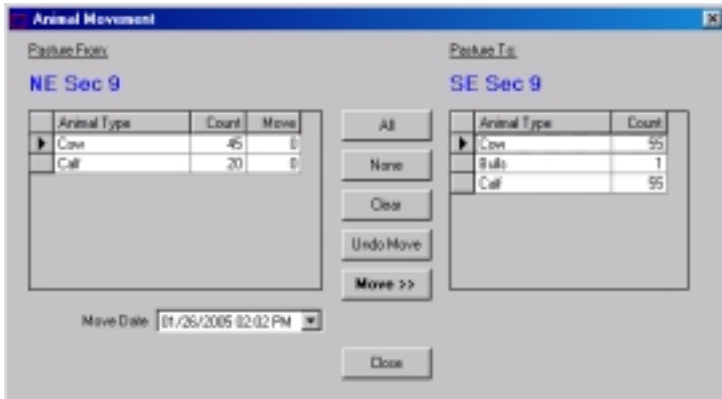 Animal Movement
Pasture From:
NE Sec 9
Animal Type Count Move
Cow 45 0
Calf 20 0
All
None
Clear
Undo Move
Move >>
Close
Pasture To:
SE Sec 9
Animal Type Count
Cow 95
Bulls 1
Calf 95
Move Date 01/26/2005 02:02 PM